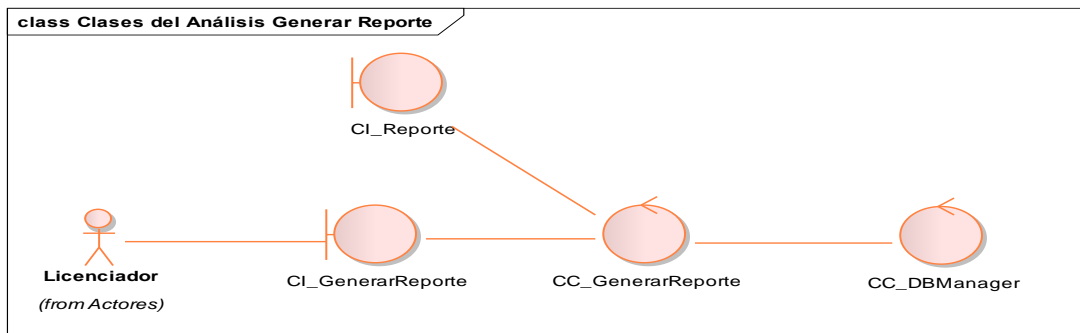 class Clases del Análisis Generar Reporte
CI_Reporte
Licenciador
(from Actores)
CI_GenerarReporte
CC_GenerarReporte
CC_DBManager